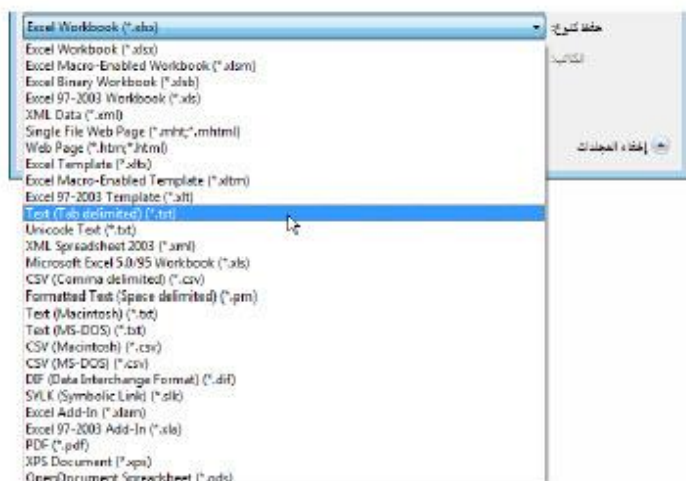 حفظ كنوع:
Excel Workbook (*.xlsx)
الكاتب:
إخفاء المجلدات
Excel Workbook (*.xlsx)
Excel Macro-Enabled Workbook (*.xlsm)
Excel Binary Workbook (*.xlsb)
Excel 97-2003 Workbook (*.xls)
XML Data (*.xml)
Single File Web Page (*.mht;*.mhtml)
Web Page (*.htm;*.html)
Excel Template (*.xltx)
Excel Macro-Enabled Template (*.xltm)
Excel 97-2003 Template (*.xlt)
Text (Tab delimited) (*.txt)
Unicode Text (*.txt)
XML Spreadsheet 2003 (*.xml)
Microsoft Excel 5.0/95 Workbook (*.xls)
CSV (Comma delimited) (*.csv)
Formatted Text (Space delimited) (*.prn)
Text (Macintosh) (*.txt)
Text (MS-DOS) (*.txt)
CSV (Macintosh) (*.csv)
CSV (MS-DOS) (*.csv)
DIF (Data Interchange Format) (*.dif)
SYLK (Symbolic Link) (*.slk)
Excel Add-In (*.xlam)
Excel 97-2003 Add-In (*.xla)
PDF (*.pdf)
XPS Document (*.xps)
OpenDocument Spreadsheet (*.ods)